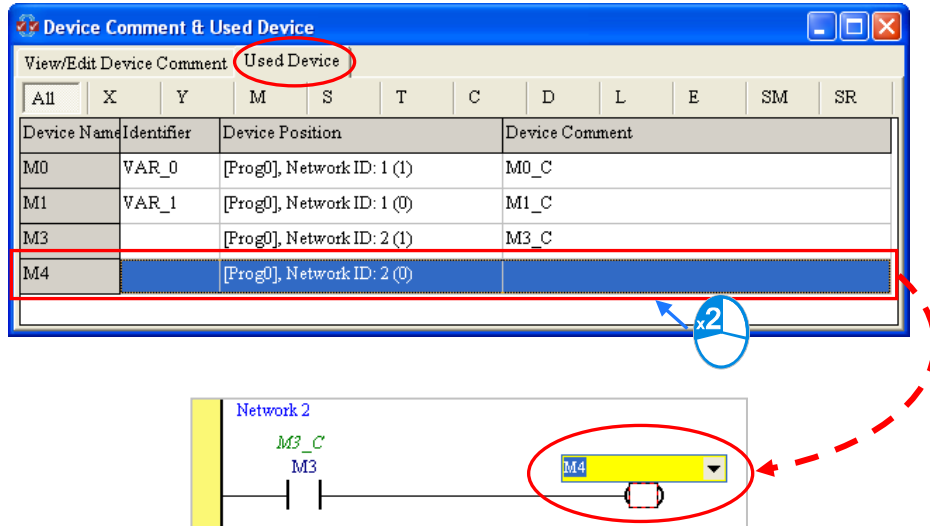 Device Comment & Used Device
View/Edit Device Comment Used Device
All X Y M S T C D L E SM SR
Device Name Identifier Device Position Device Comment
M0 VAR_0 [Prog0], Network ID: 1 (1) M0_C
M1 VAR_1 [Prog0], Network ID: 1 (0) M1_C
M3 [Prog0], Network ID: 2 (1) M3_C
M4 [Prog0], Network ID: 2 (0)
x2
Network 2
M3_C
M3
M4